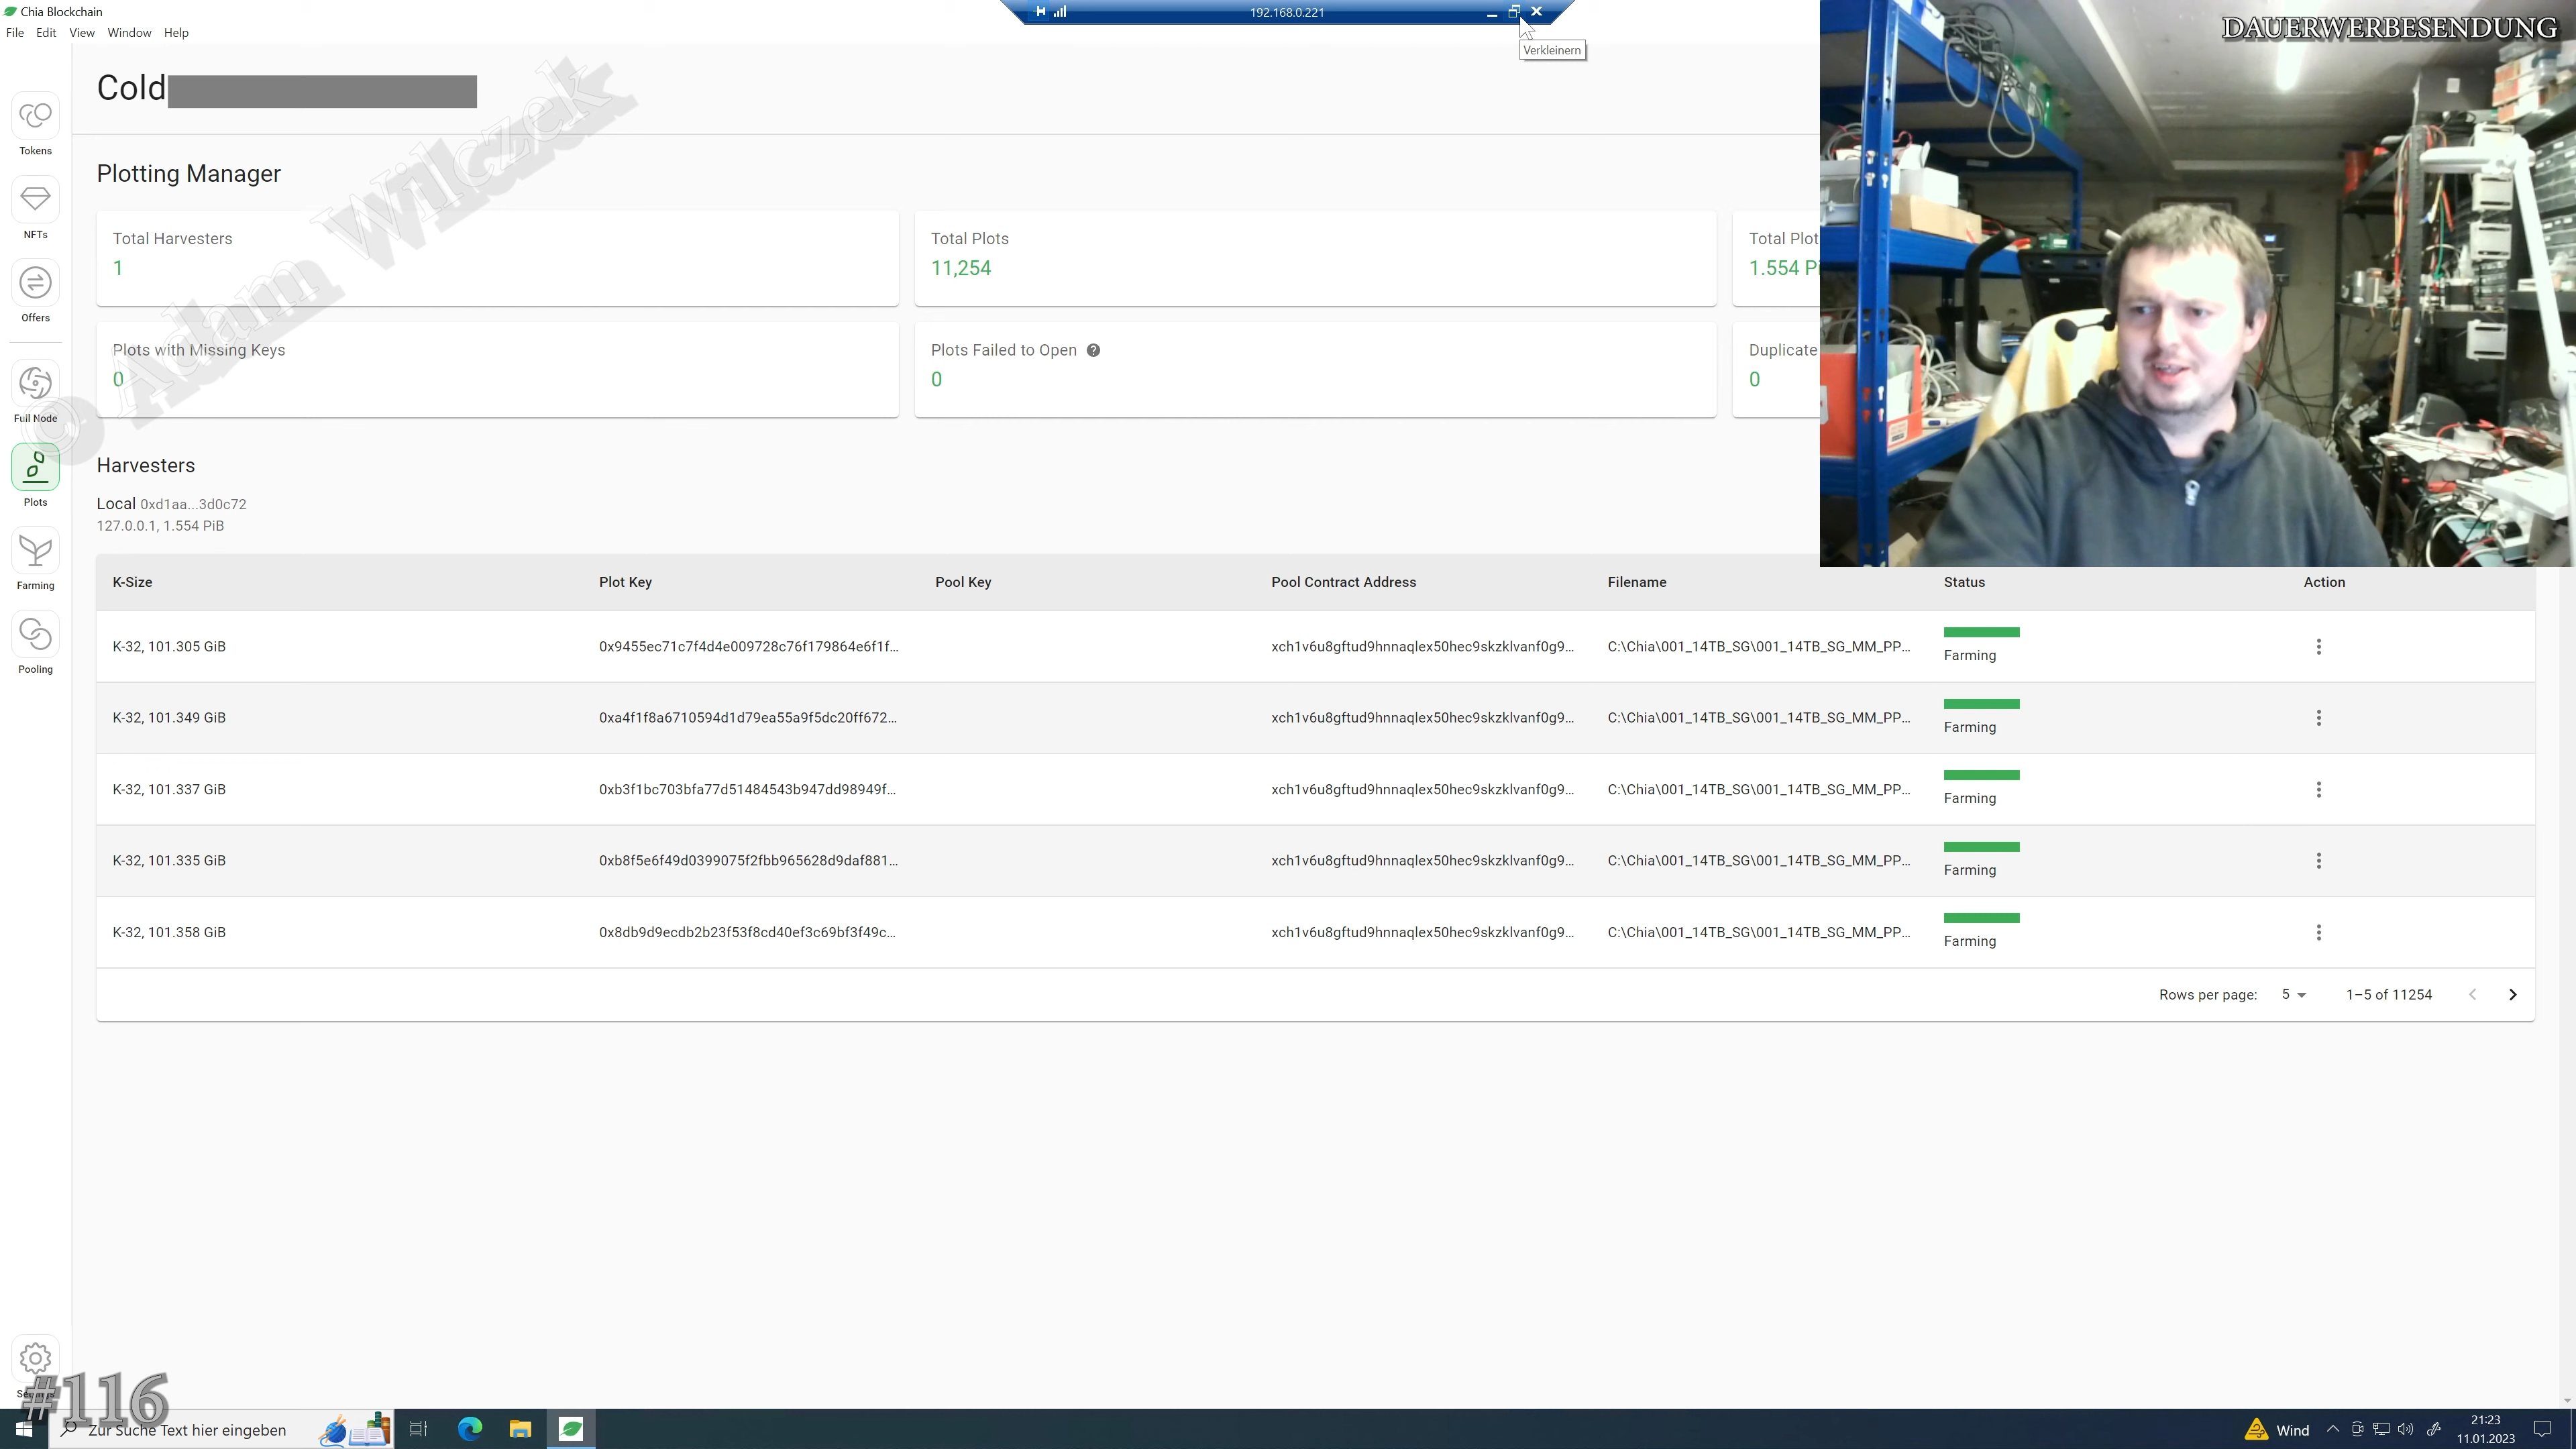 Chia Blockchain
192.168.0.221
File Edit View Window Help
Verkleinern
DAUERWERBESENDUNG
Cold
© Adam Wilczek
Tokens
NFTs
Offers
Full Node
Plots
Farming
Pooling
Plotting Manager
Total Harvesters
1
Total Plots
11,254
Total Plot
1.554 Pi
Plots with Missing Keys
0
Plots Failed to Open
0
Duplicate
0
Harvesters
Local 0xd1aa...3d0c72
127.0.0.1, 1.554 PiB
K-Size Plot Key Pool Key Pool Contract Address Filename Status Action
K-32, 101.305 GiB 0x9455ec71c7f4d4e009728c76f179864e6f1f... xch1v6u8gftud9hnnaqlex50hec9skzklvanf0g9... C:\Chia\001_14TB_SG\001_14TB_SG_MM_PP... Farming
K-32, 101.349 GiB 0xa4f1f8a6710594d1d79ea55a9f5dc20ff672... xch1v6u8gftud9hnnaqlex50hec9skzklvanf0g9... C:\Chia\001_14TB_SG\001_14TB_SG_MM_PP... Farming
K-32, 101.337 GiB 0xb3f1bc703bfa77d51484543b947dd98949f... xch1v6u8gftud9hnnaqlex50hec9skzklvanf0g9... C:\Chia\001_14TB_SG\001_14TB_SG_MM_PP... Farming
K-32, 101.335 GiB 0xb8f5e6f49d0399075f2fbb965628d9daf881... xch1v6u8gftud9hnnaqlex50hec9skzklvanf0g9... C:\Chia\001_14TB_SG\001_14TB_SG_MM_PP... Farming
K-32, 101.358 GiB 0x8db9d9ecdb2b23f53f8cd40ef3c69bf3f49c... xch1v6u8gftud9hnnaqlex50hec9skzklvanf0g9... C:\Chia\001_14TB_SG\001_14TB_SG_MM_PP... Farming
Rows per page: 5 1–5 of 11254
#116
Zur Suche Text hier eingeben
Wind
21:23
11.01.2023